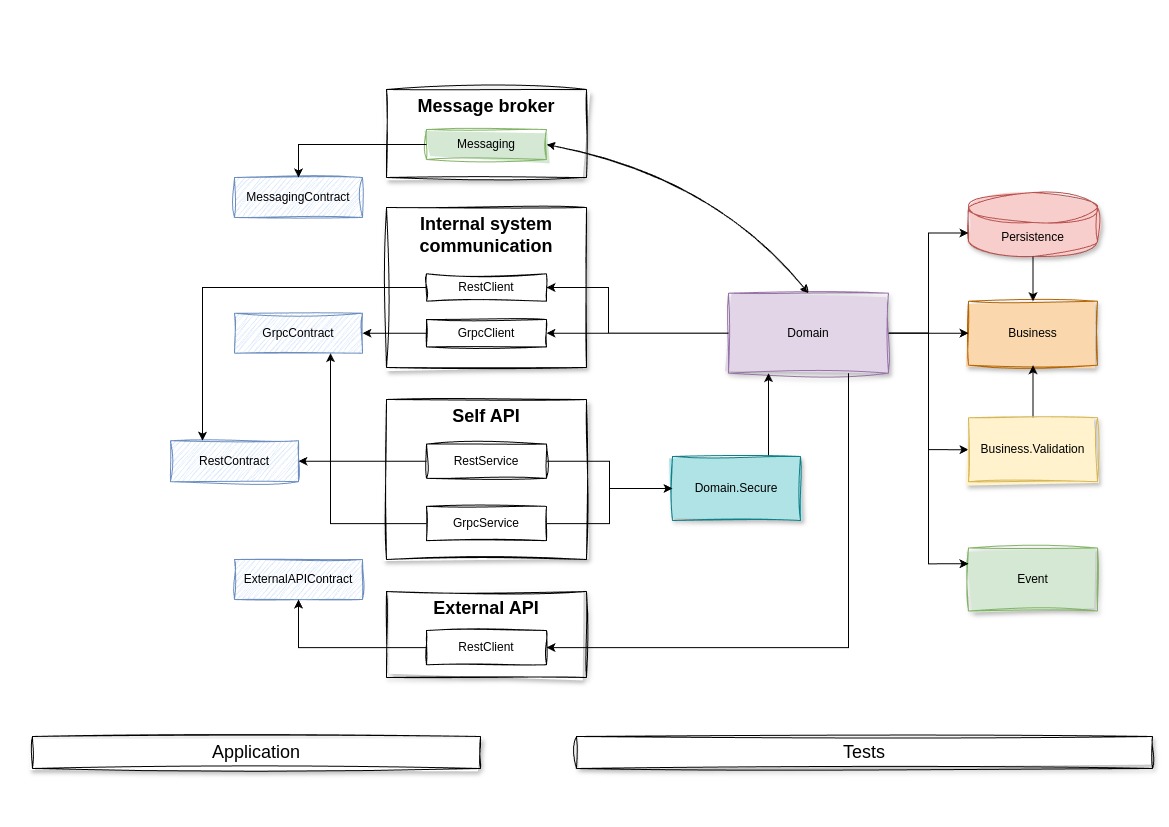 Message broker
Messaging
MessagingContract
Internal system
communication
RestClient
GrpcContract
GrpcClient
Domain
Persistence
Business
Self API
RestContract
RestService
GrpcService
Domain.Secure
Business.Validation
ExternalAPIContract
External API
RestClient
Event
Application
Tests